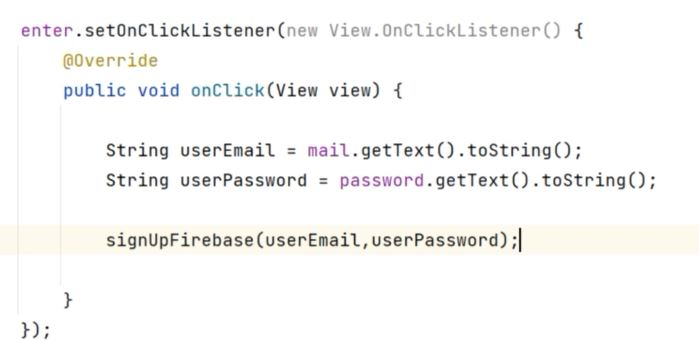 enter.setOnClickListener(new View.OnClickListener() {
@Override
public void onClick(View view) {
String userEmail = mail.getText().toString();
String userPassword = password.getText().toString();
signUpFirebase(userEmail,userPassword);
}
});